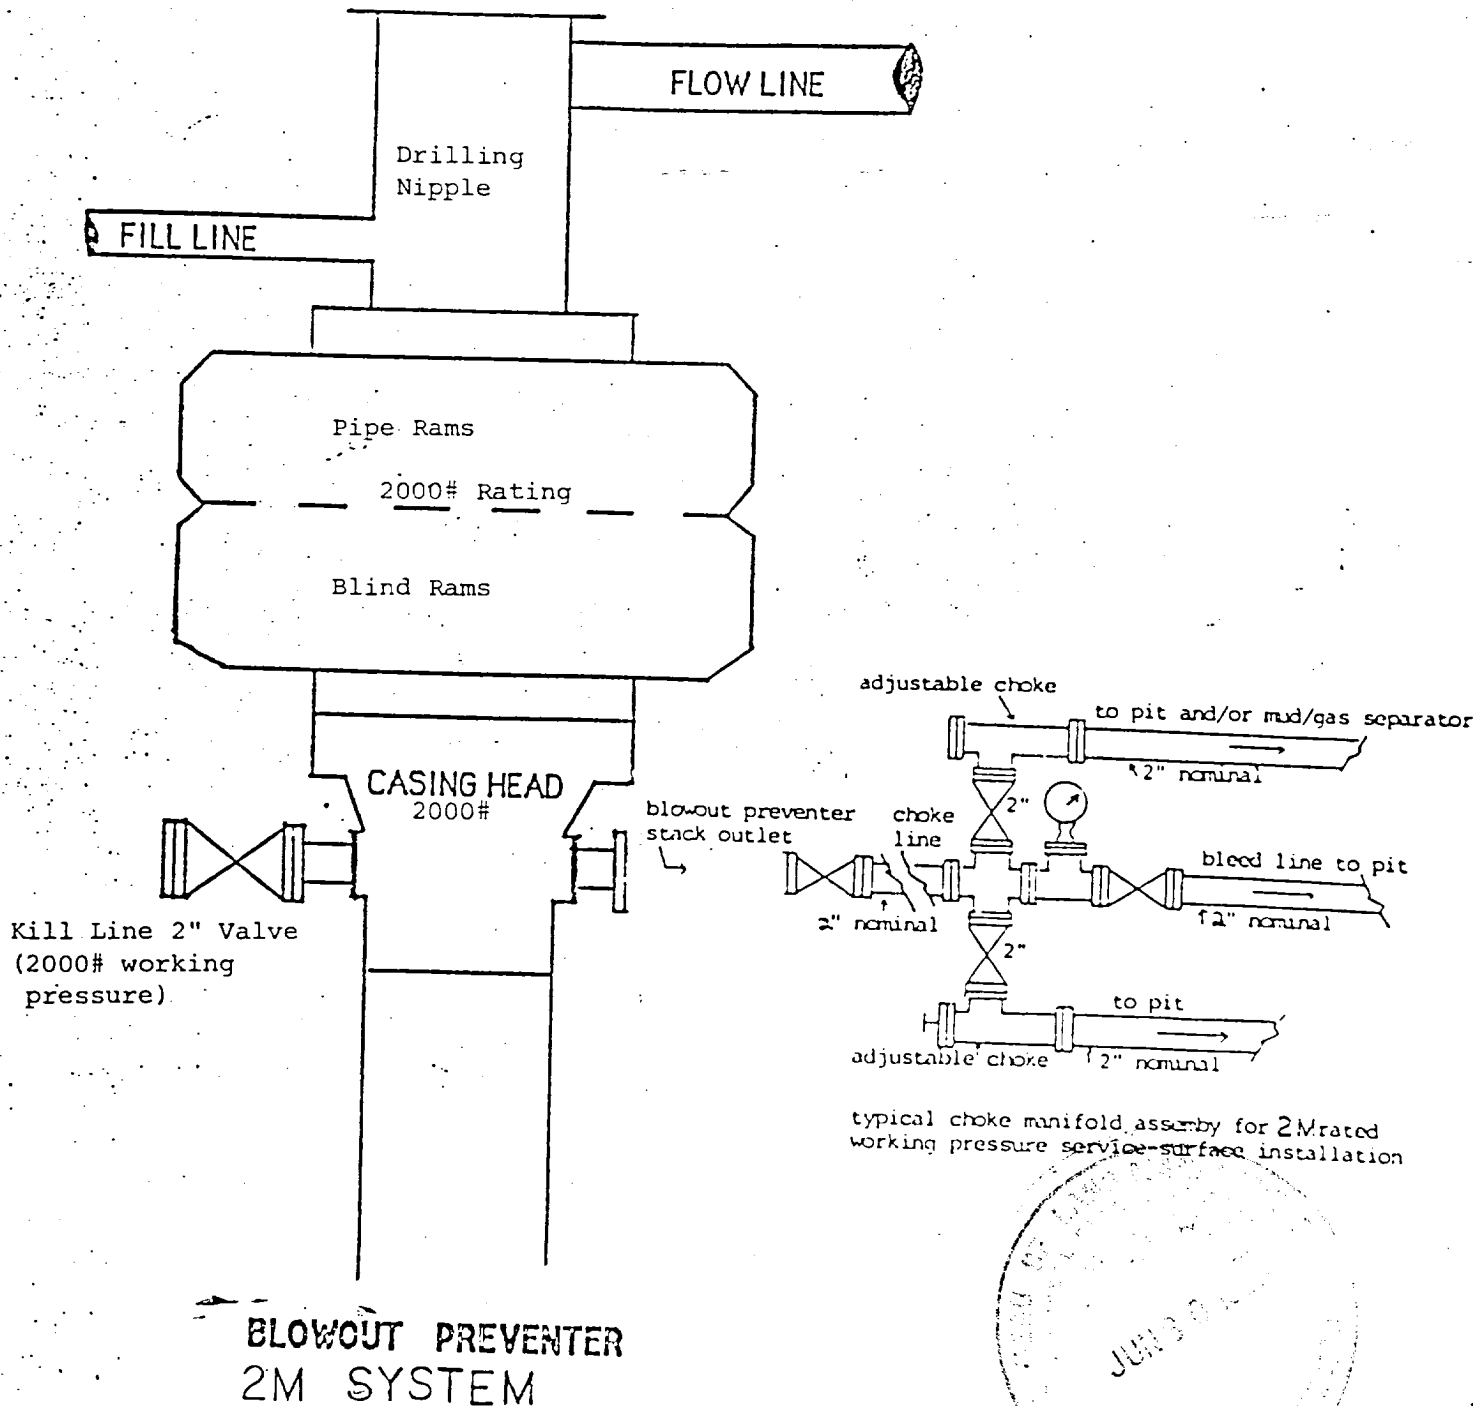 FLOW LINE
Drilling
Nipple
FILL LINE
Pipe Rams
2000# Rating
Blind Rams
CASING HEAD
2000#
Kill Line 2" Valve
(2000# working
pressure)
blowout preventer
stack outlet
choke
line
2" nominal
adjustable choke
to pit and/or mud/gas separator
2" nominal
2"
bleed line to pit
2" nominal
2"
to pit
adjustable choke
2" nominal
typical choke manifold assemby for 2M rated
working pressure service-surface installation
BLOWOUT PREVENTER
2M SYSTEM
JUN 30